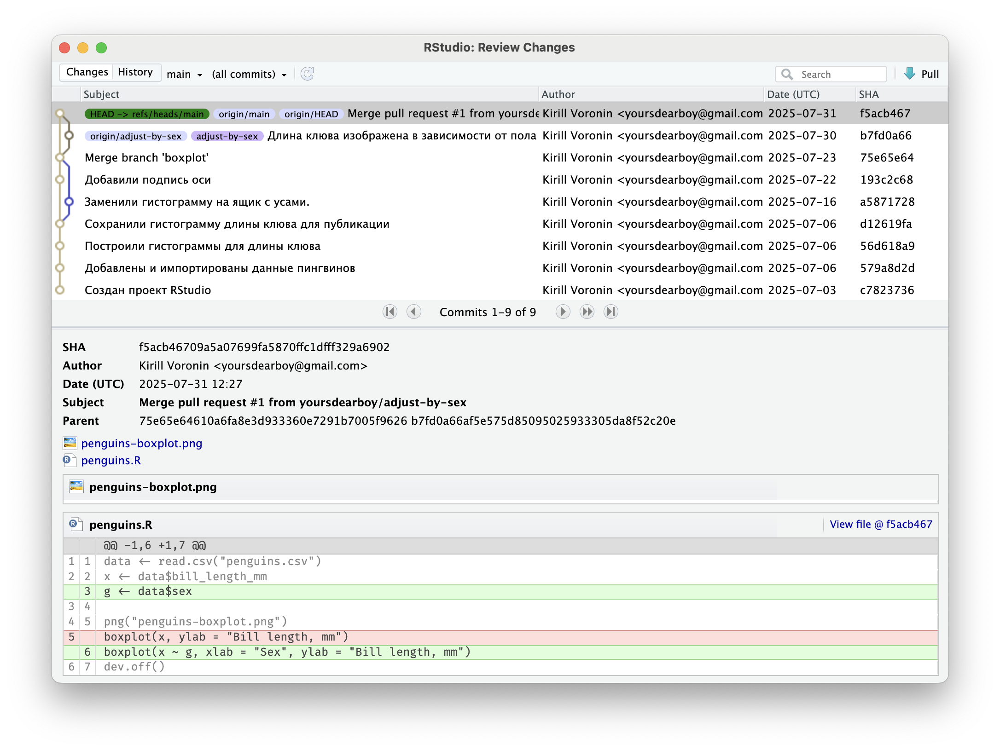 RStudio: Review Changes
Changes History main (all commits) Search Pull
Subject Author Date (UTC) SHA
HEAD -> refs/heads/main origin/main origin/HEAD Merge pull request #1 from yoursde Kirill Voronin <yoursdearboy@gmail.com 2025-07-31 f5acb467
origin/adjust-by-sex adjust-by-sex Длина клюва изображена в зависимости от пола Kirill Voronin <yoursdearboy@gmail.com 2025-07-30 b7fd0a66
Merge branch 'boxplot' Kirill Voronin <yoursdearboy@gmail.com 2025-07-23 75e65e64
Добавили подпись оси Kirill Voronin <yoursdearboy@gmail.com 2025-07-22 193c2c68
Заменили гистограмму на ящик с усами. Kirill Voronin <yoursdearboy@gmail.com 2025-07-16 a5871728
Сохранили гистограмму длины клюва для публикации Kirill Voronin <yoursdearboy@gmail.com 2025-07-06 d12619fa
Построили гистограммы для длины клюва Kirill Voronin <yoursdearboy@gmail.com 2025-07-06 56d618a9
Добавлены и импортированы данные пингвинов Kirill Voronin <yoursdearboy@gmail.com 2025-07-06 579a8d2d
Создан проект RStudio Kirill Voronin <yoursdearboy@gmail.com 2025-07-03 c7823736
Commits 1-9 of 9
SHA f5acb46709a5a07699fa5870ffc1dfff329a6902
Author Kirill Voronin <yoursdearboy@gmail.com>
Date (UTC) 2025-07-31 12:27
Subject Merge pull request #1 from yoursdearboy/adjust-by-sex
Parent 75e65e64610a6fa8e3d933360e7291b7005f9626 b7fd0a66af5e575d85095025933305da8f52c20e
penguins-boxplot.png
penguins.R
penguins-boxplot.png
penguins.R View file @ f5acb467
@@ -1,6 +1,7 @@
1 1 data <- read.csv("penguins.csv")
2 2 x <- data$bill_length_mm
3 g <- data$sex
3 4
4 5 png("penguins-boxplot.png")
5 boxplot(x, ylab = "Bill length, mm")
6 boxplot(x ~ g, xlab = "Sex", ylab = "Bill length, mm")
6 7 dev.off()